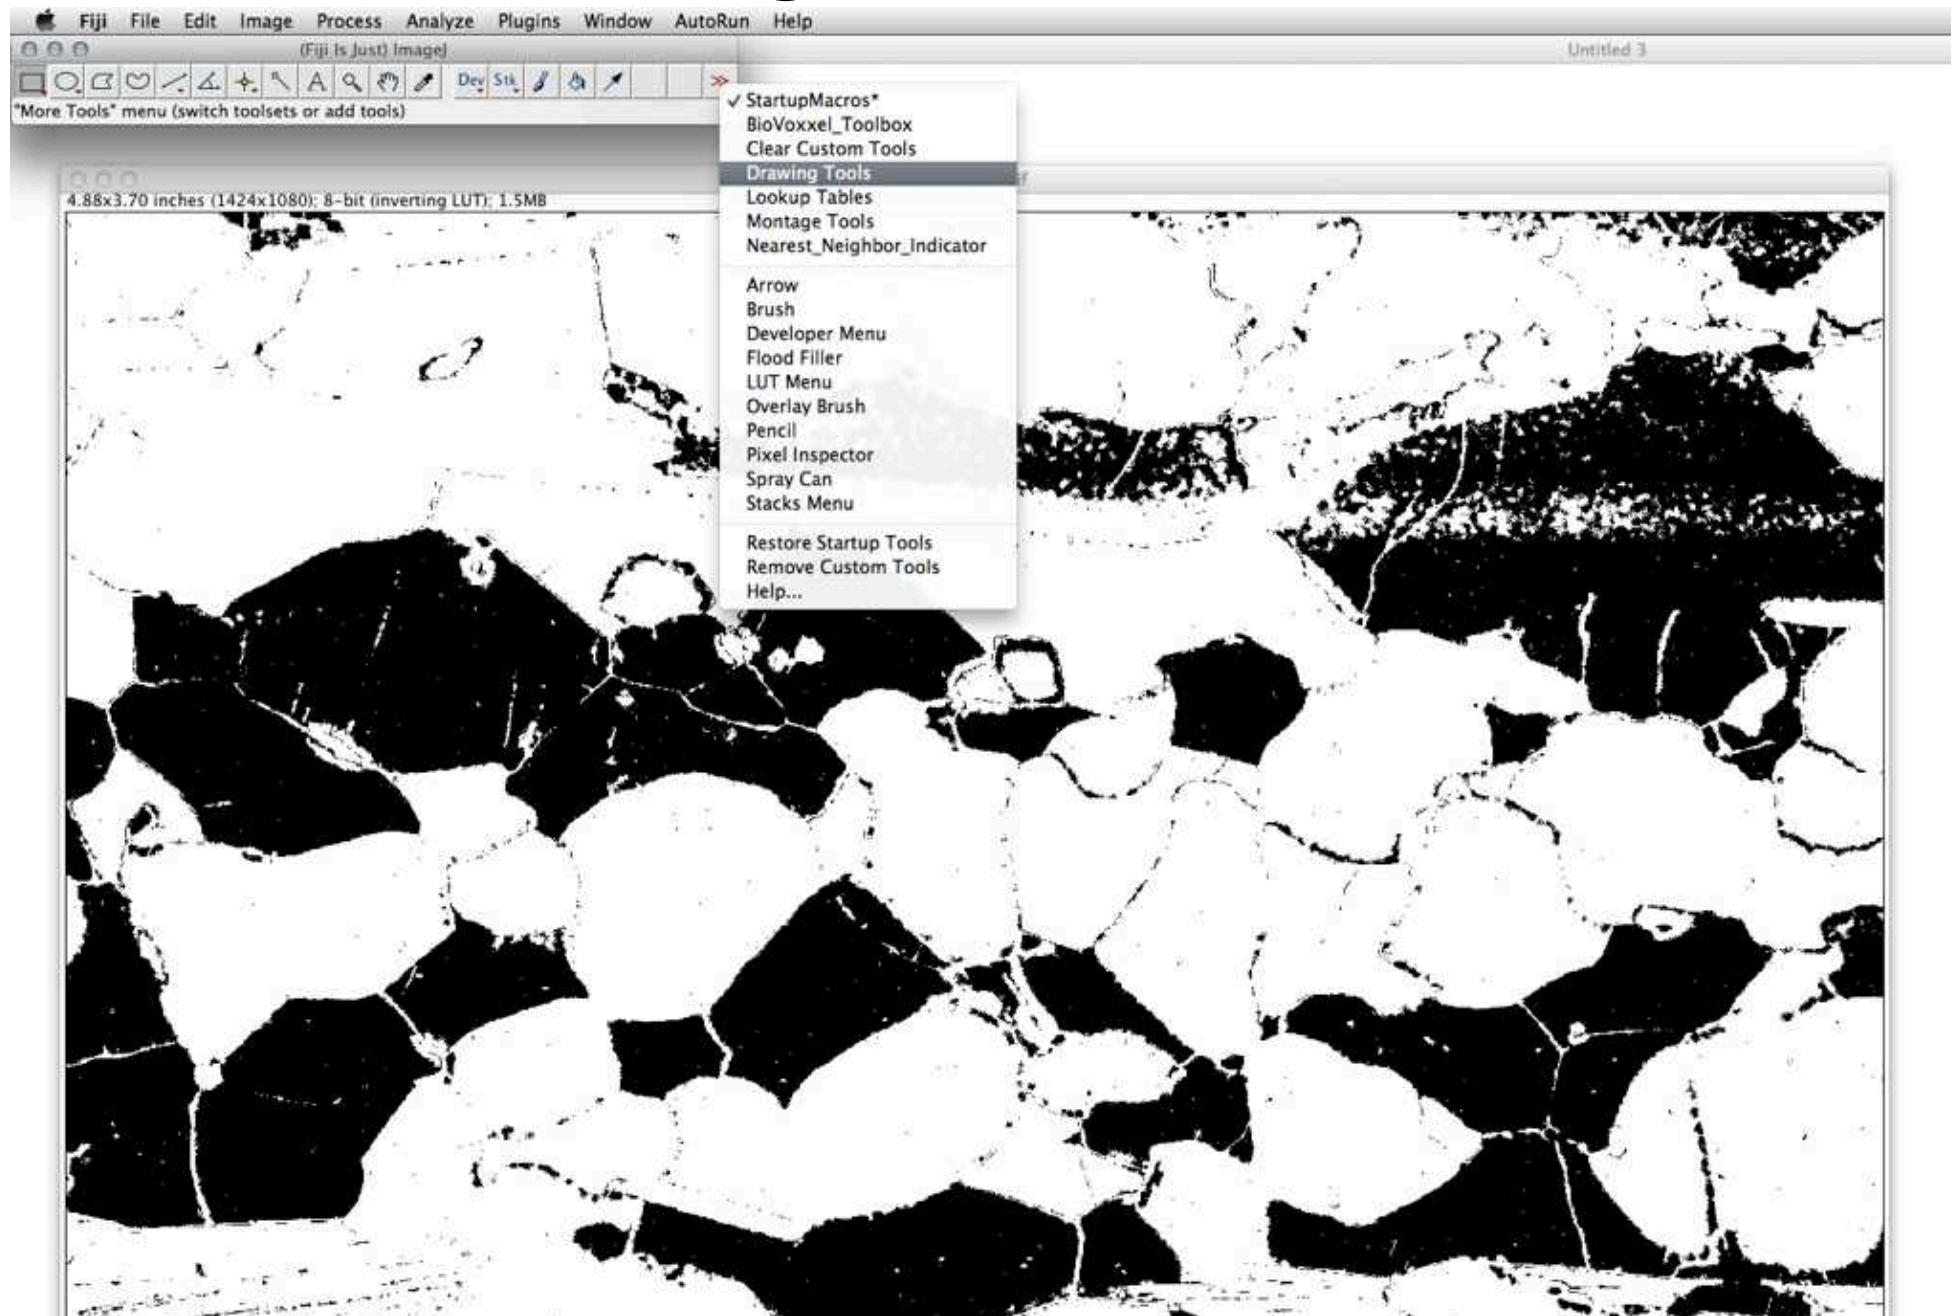 Fiji File Edit Image Process Analyze Plugins Window AutoRun Help
(Fiji Is Just) ImageJ
Untitled 3
A Dev Stk >>
"More Tools" menu (switch toolsets or add tools)
✓ StartupMacros*
BioVoxxel_Toolbox
Clear Custom Tools
Drawing Tools
Lookup Tables
Montage Tools
Nearest_Neighbor_Indicator
Arrow
Brush
Developer Menu
Flood Filler
LUT Menu
Overlay Brush
Pencil
Pixel Inspector
Spray Can
Stacks Menu
Restore Startup Tools
Remove Custom Tools
Help...
4.88x3.70 inches (1424x1080); 8-bit (inverting LUT); 1.5MB